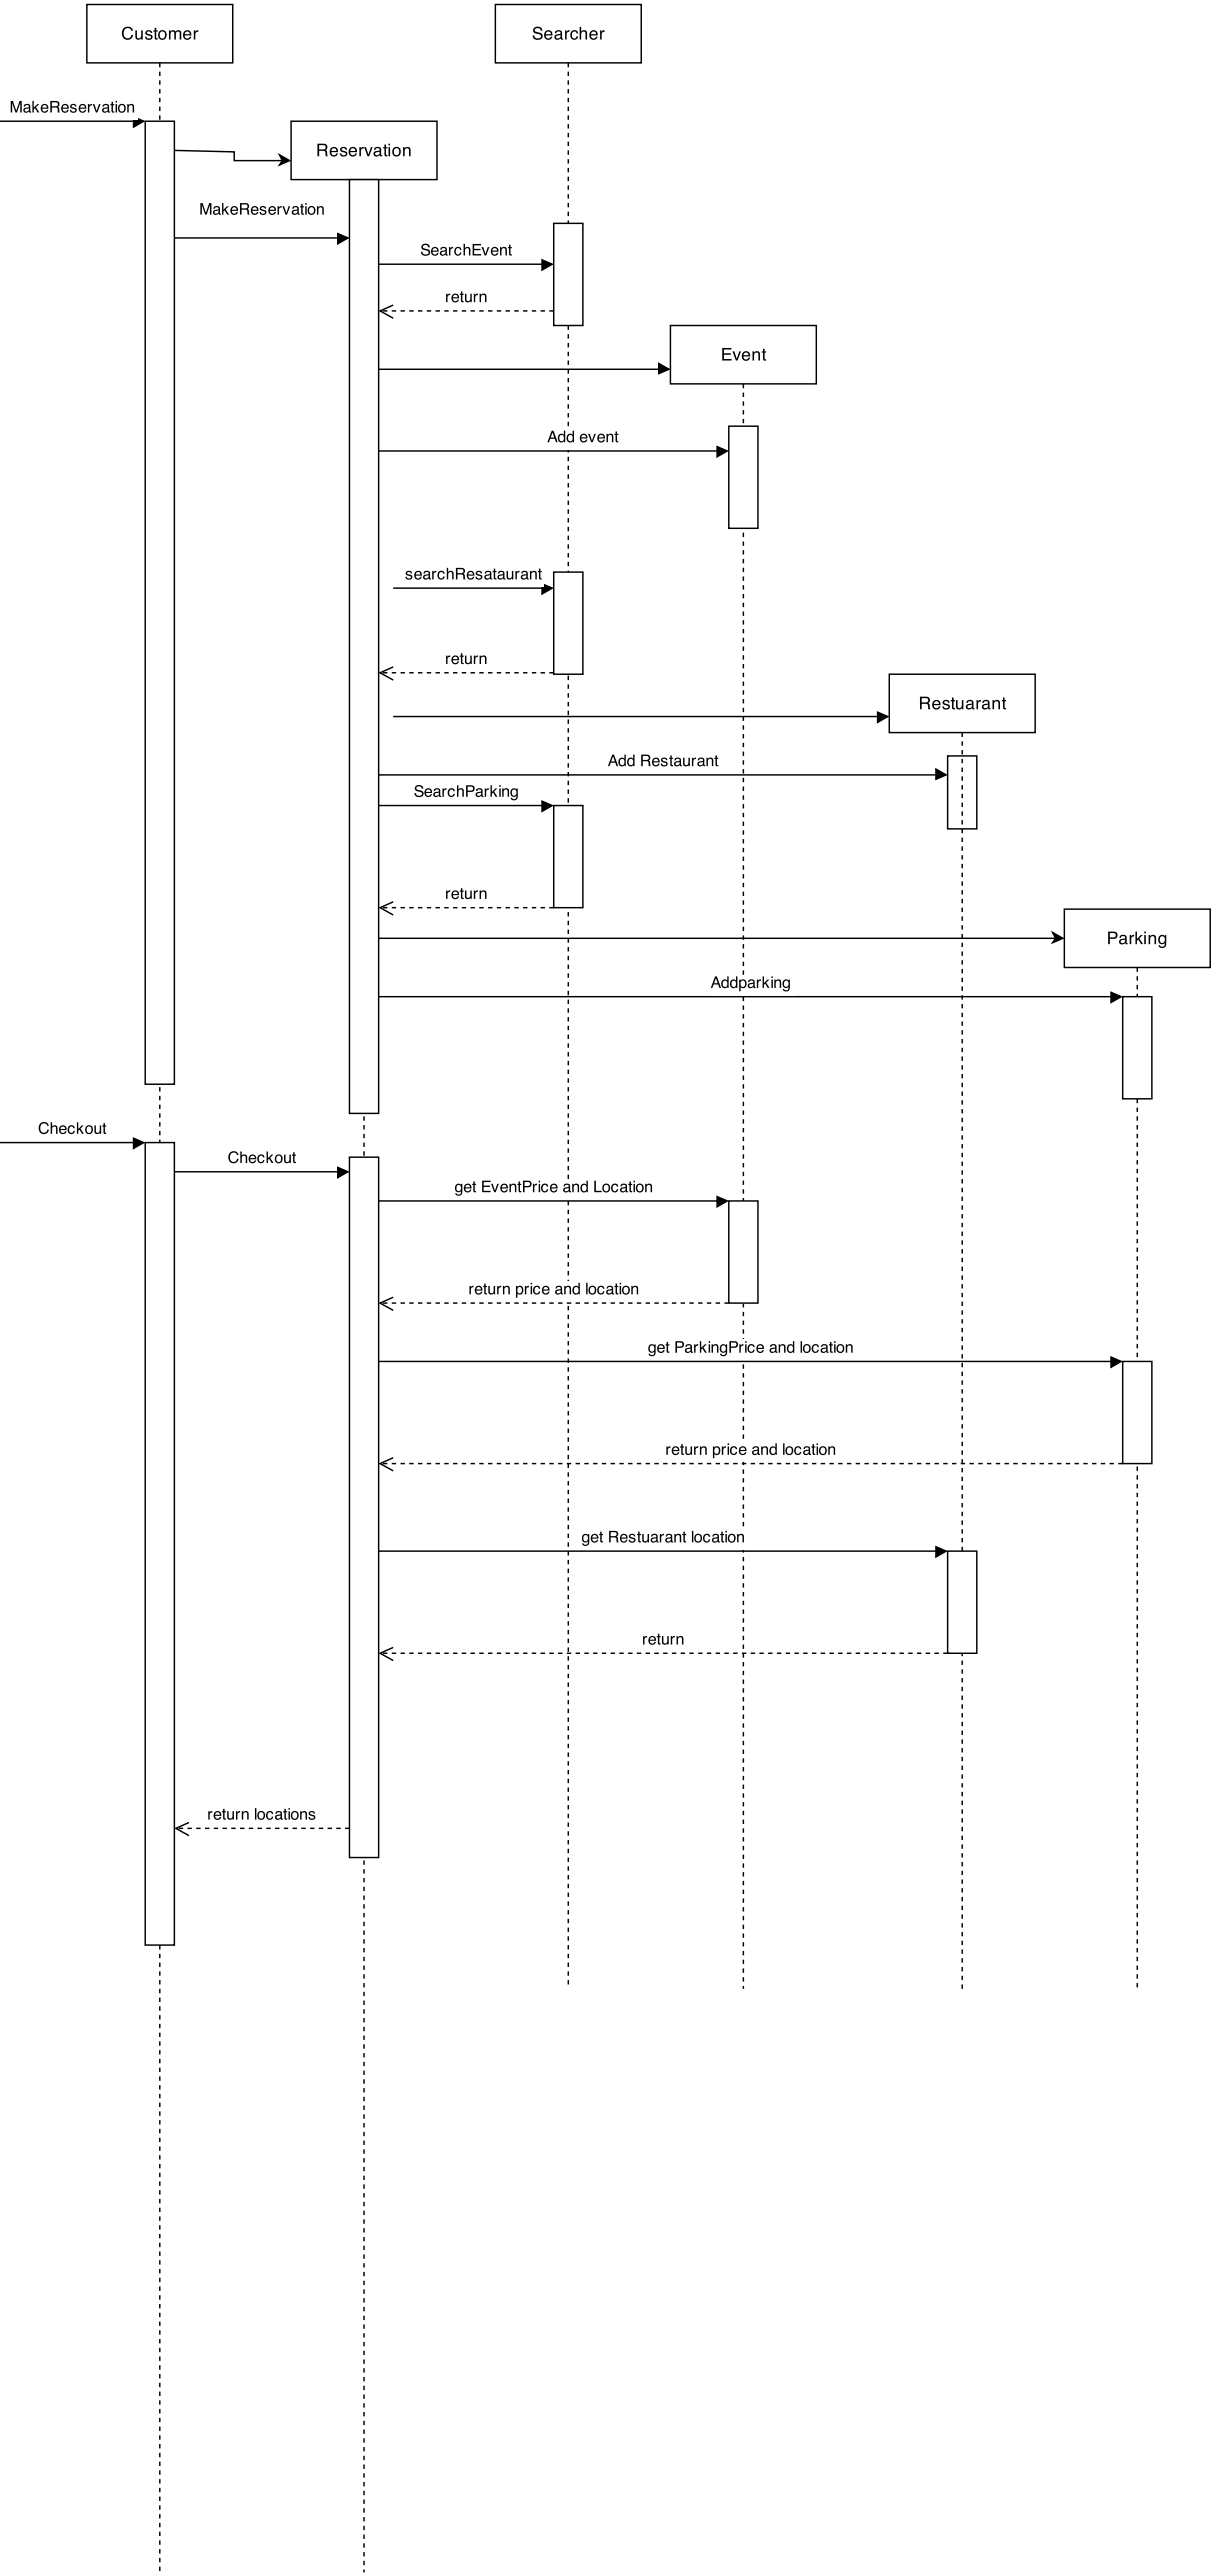 Customer
Searcher
MakeReservation
Reservation
MakeReservation
SearchEvent
return
Event
Add event
searchResataurant
return
Restuarant
Add Restaurant
SearchParking
return
Parking
Addparking
Checkout
Checkout
get EventPrice and Location
return price and location
get ParkingPrice and location
return price and location
get Restuarant location
return
return locations